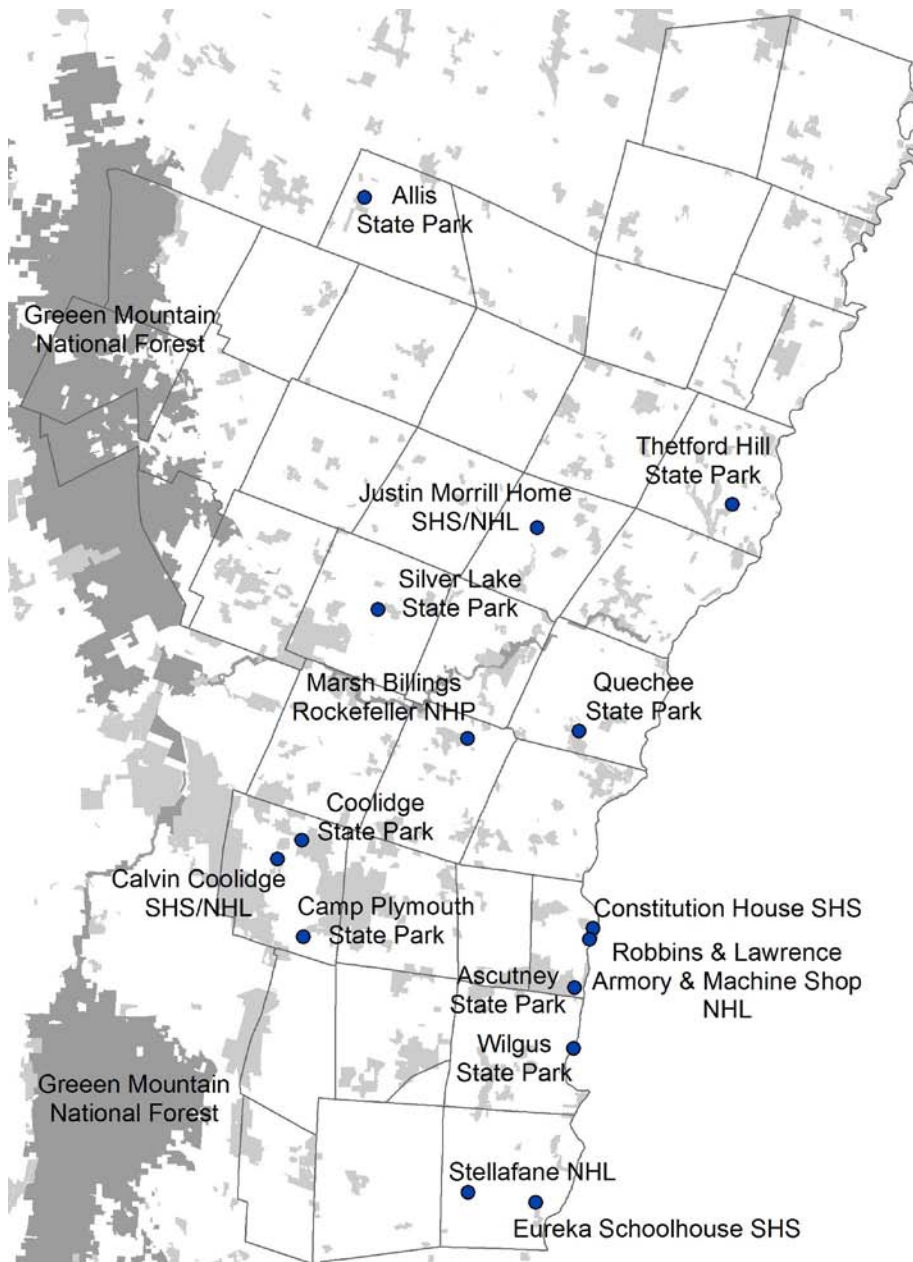 Allis
State Park
Greeen Mountain
National Forest
Thetford Hill
State Park
Justin Morrill Home
SHS/NHL
Silver Lake
State Park
Marsh Billings
Rockefeller NHP
Quechee
State Park
Coolidge
State Park
Calvin Coolidge
SHS/NHL
Camp Plymouth
State Park
Constitution House SHS
Robbins & Lawrence
Armory & Machine Shop
NHL
Ascutney
State Park
Wilgus
State Park
Greeen Mountain
National Forest
Stellafane NHL
Eureka Schoolhouse SHS